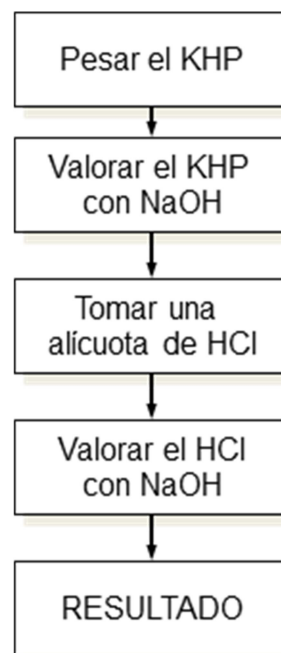 Pesar el KHP
Valorar el KHP
con NaOH
Tomar una
alícuota de HCl
Valorar el HCl
con NaOH
RESULTADO